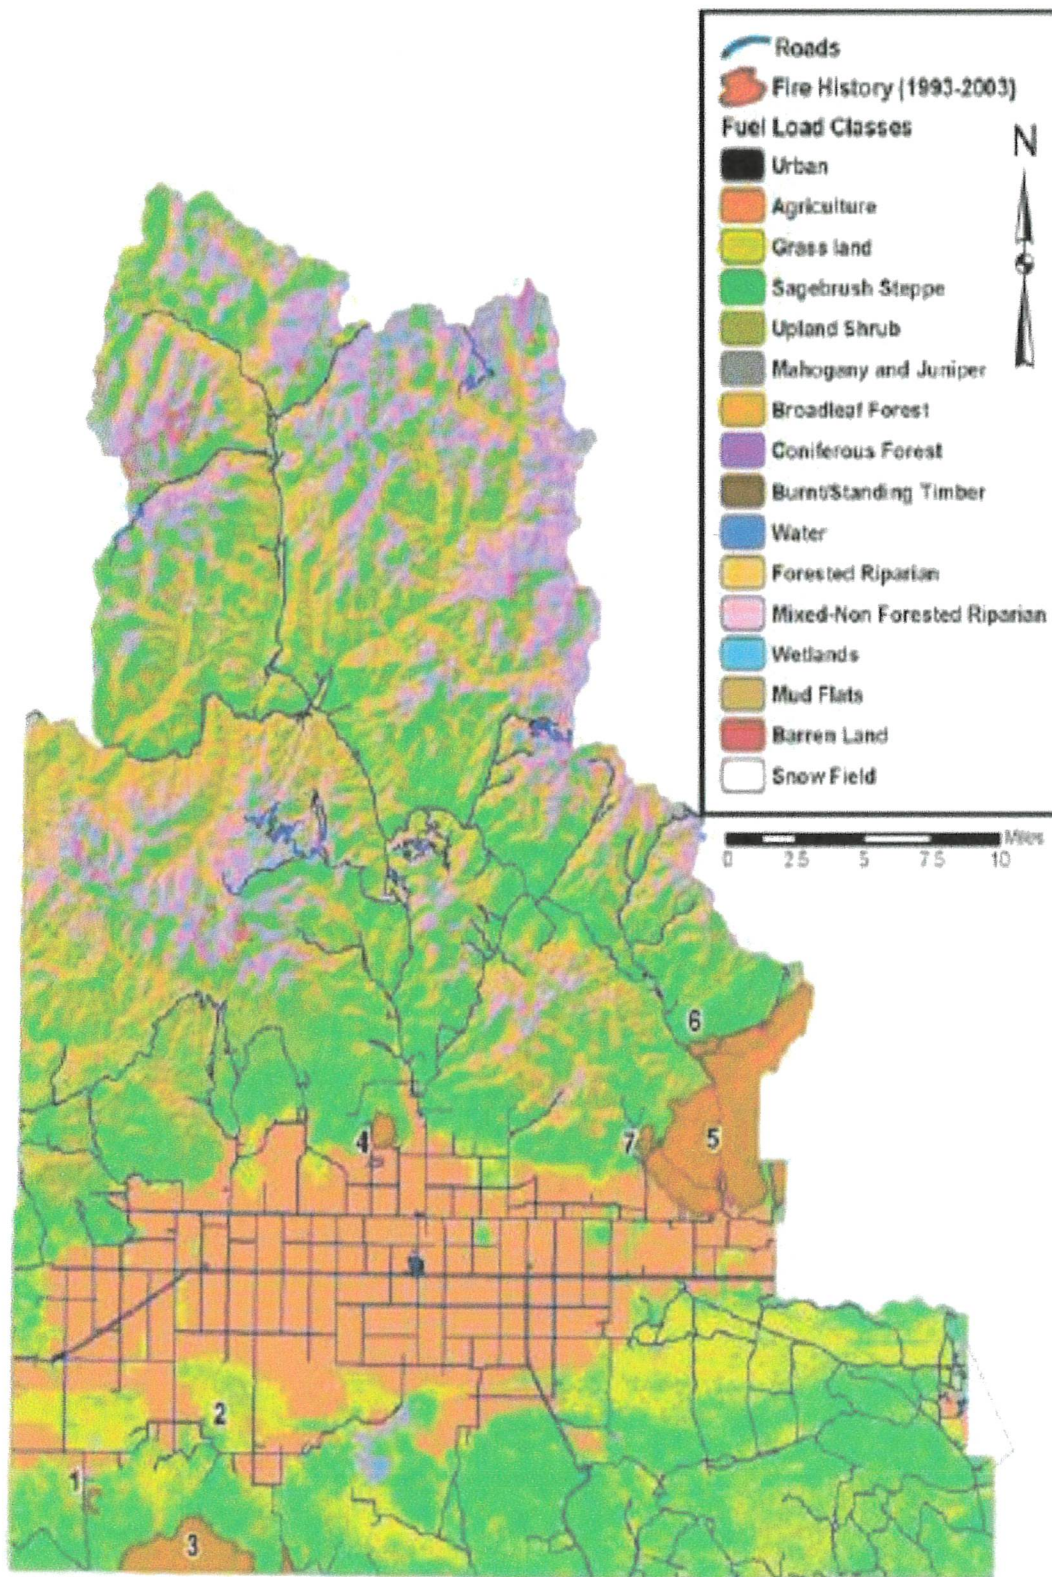 Roads
Fire History (1993-2003)
Fuel Load Classes
N
Urban
Agriculture
Grass land
Sagebrush Steppe
Upland Shrub
Mahogany and Juniper
Broadleaf Forest
Coniferous Forest
Burnt/Standing Timber
Water
Forested Riparian
Mixed-Non Forested Riparian
Wetlands
Mud Flats
Barren Land
Snow Field
Miles
0 2.5 5 7.5 10
6
4
7
5
2
1
3